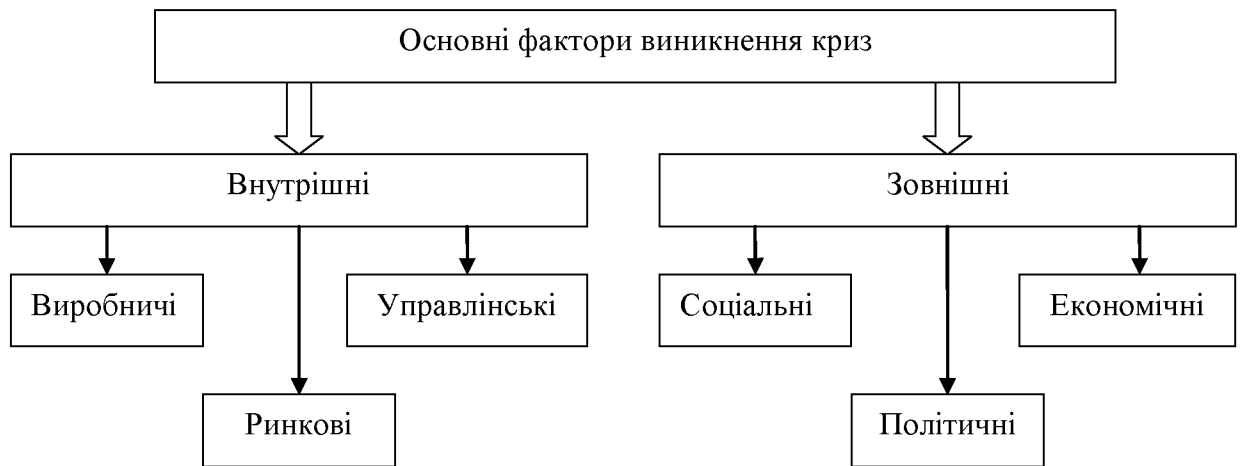 Основні фактори виникнення криз
Внутрішні
Зовнішні
Виробничі
Управлінські
Соціальні
Економічні
Ринкові
Політичні